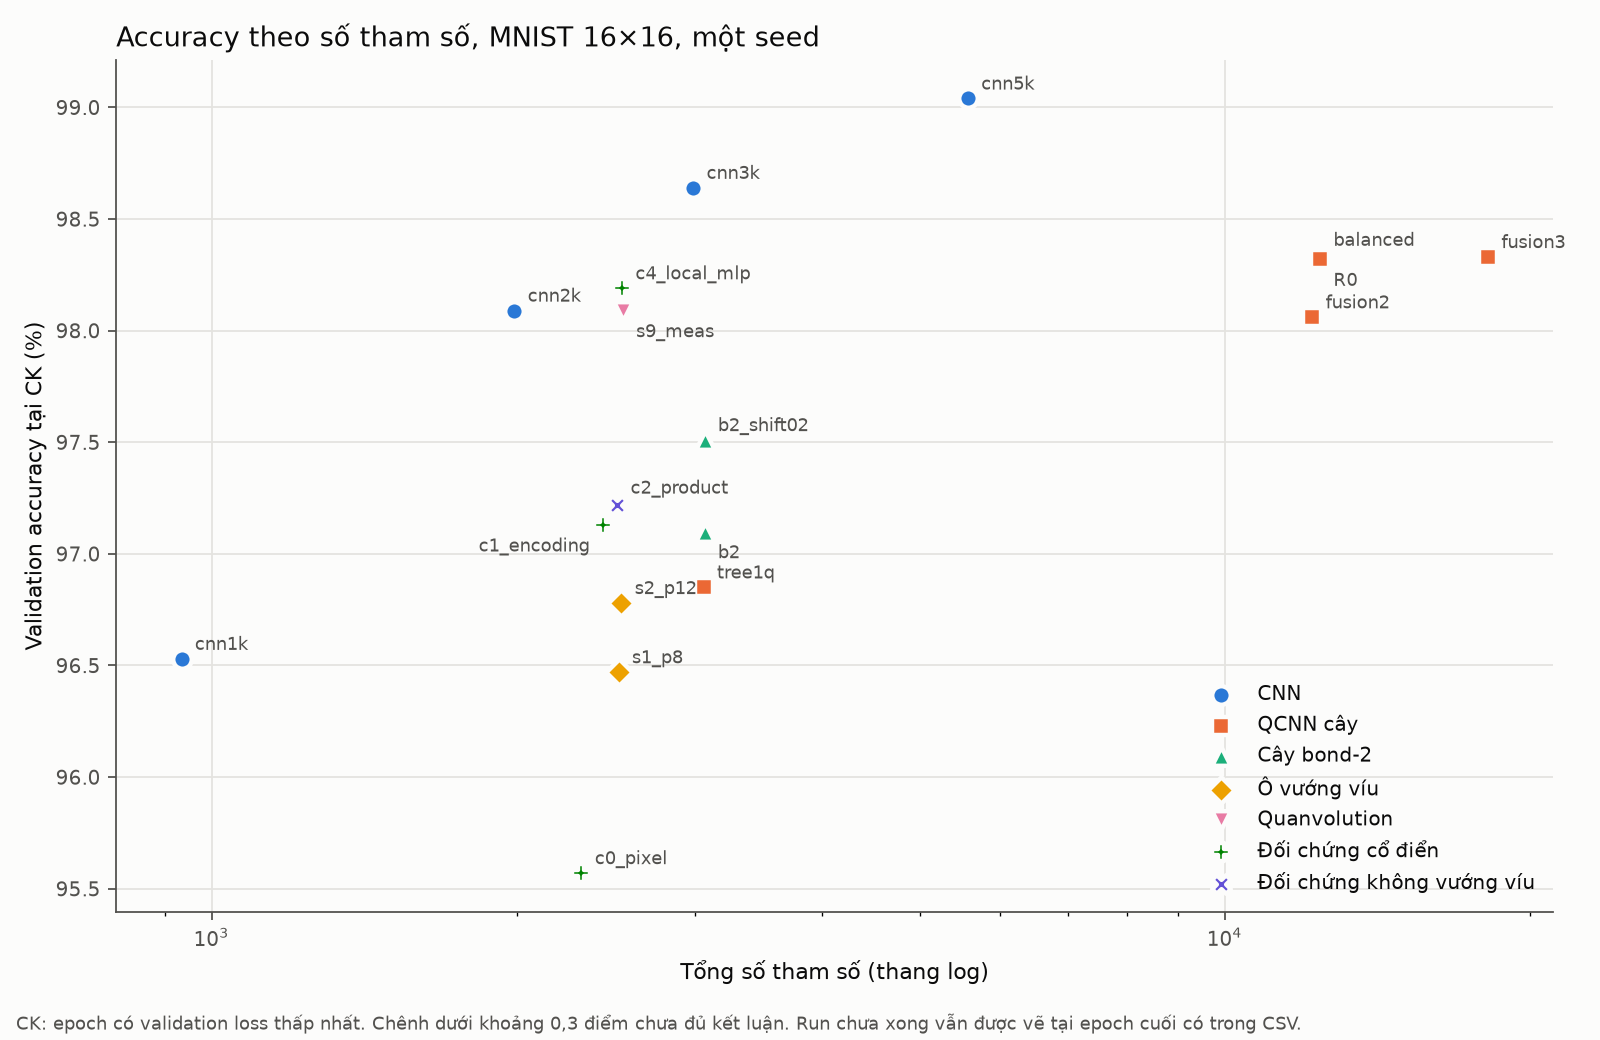 Accuracy theo số tham số, MNIST 16×16, một seed
Validation accuracy tại CK (%)
99.0
98.5
98.0
97.5
97.0
96.5
96.0
95.5
cnn5k
cnn3k
balanced
fusion3
c4_local_mlp
R0
cnn2k
fusion2
s9_meas
b2_shift02
c2_product
c1_encoding
b2
tree1q
s2_p12
cnn1k
s1_p8
c0_pixel
CNN
QCNN cây
Cây bond-2
Ô vướng víu
Quanvolution
Đối chứng cổ điển
Đối chứng không vướng víu
10³
10⁴
Tổng số tham số (thang log)
CK: epoch có validation loss thấp nhất. Chênh dưới khoảng 0,3 điểm chưa đủ kết luận. Run chưa xong vẫn được vẽ tại epoch cuối có trong CSV.